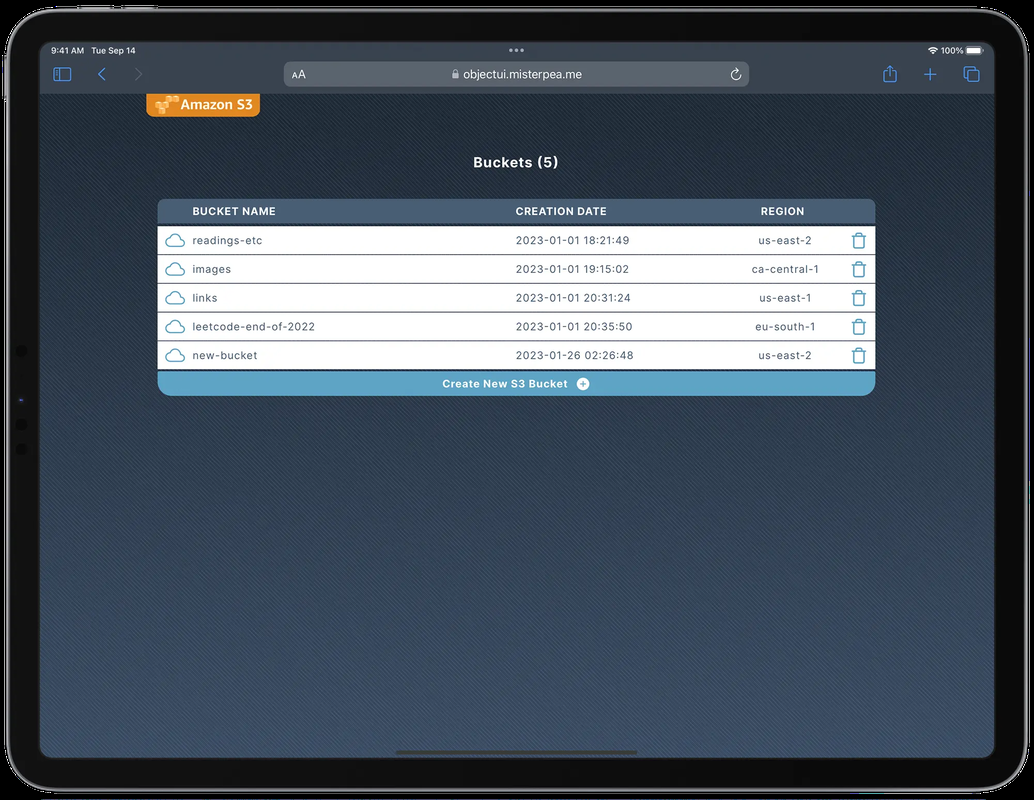 9:41 AM Tue Sep 14 100%
AA objectui.misterpea.me
Amazon S3
Buckets (5)
BUCKET NAME CREATION DATE REGION
readings-etc 2023-01-01 18:21:49 us-east-2
images 2023-01-01 19:15:02 ca-central-1
links 2023-01-01 20:31:24 us-east-1
leetcode-end-of-2022 2023-01-01 20:35:50 eu-south-1
new-bucket 2023-01-26 02:26:48 us-east-2
Create New S3 Bucket